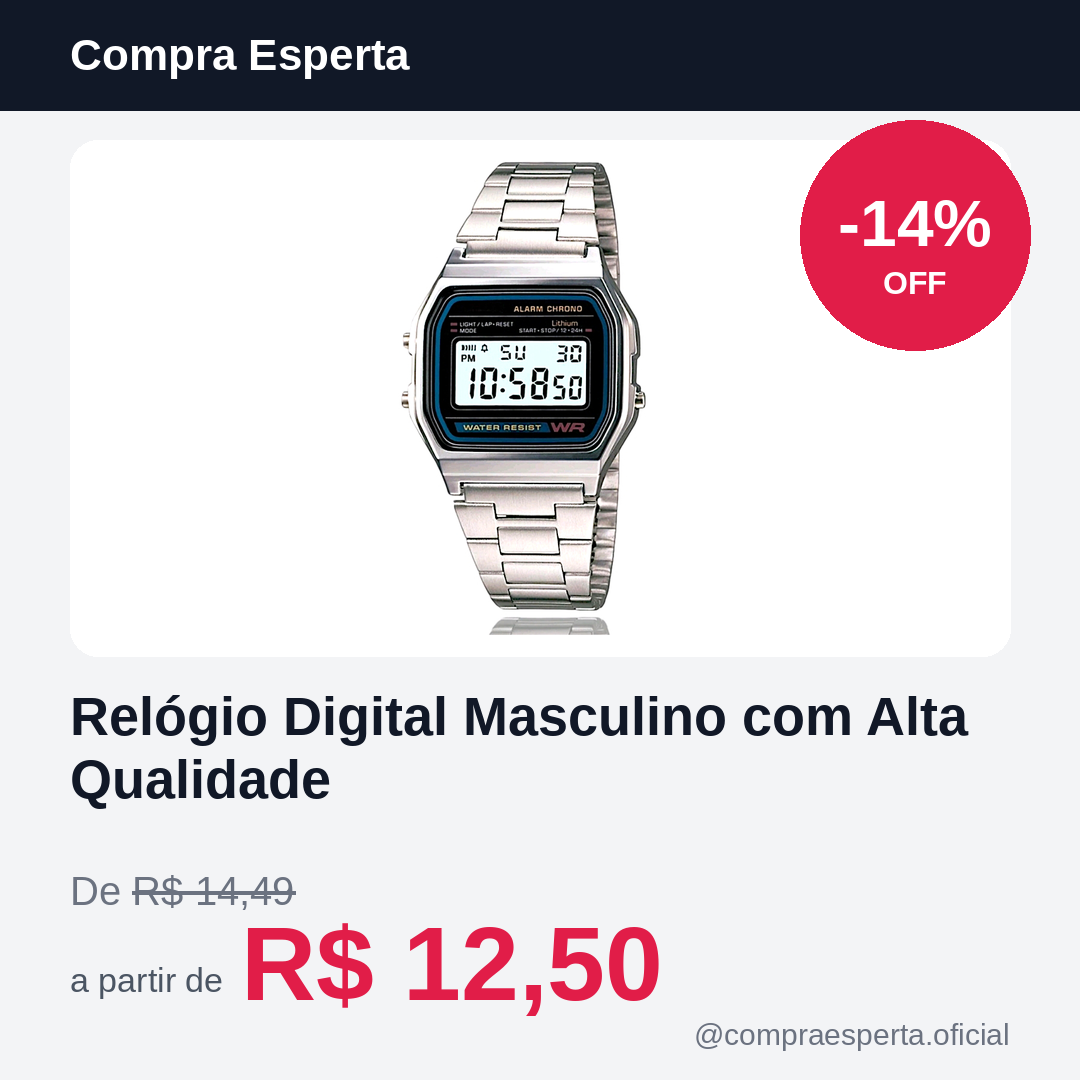 Compra Esperta
-14%
OFF
ALARM CHRONO
LIGHT / LAP • RESET Lithium
MODE START • STOP / 12 • 24H
SU 30
PM
10:58 50
WATER RESIST WR
Relógio Digital Masculino com Alta
Qualidade
De R$ 14,49
a partir de R$ 12,50
@compraesperta.oficial